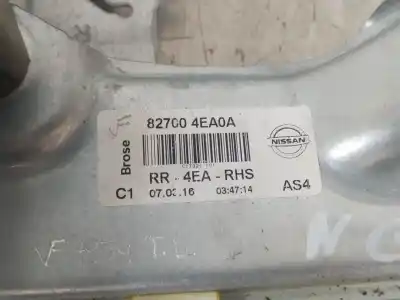 82700 4EA0A
NISSAN
Brose
RR - 4EA - RHS
C1 07.03.16 03:47:14 AS4